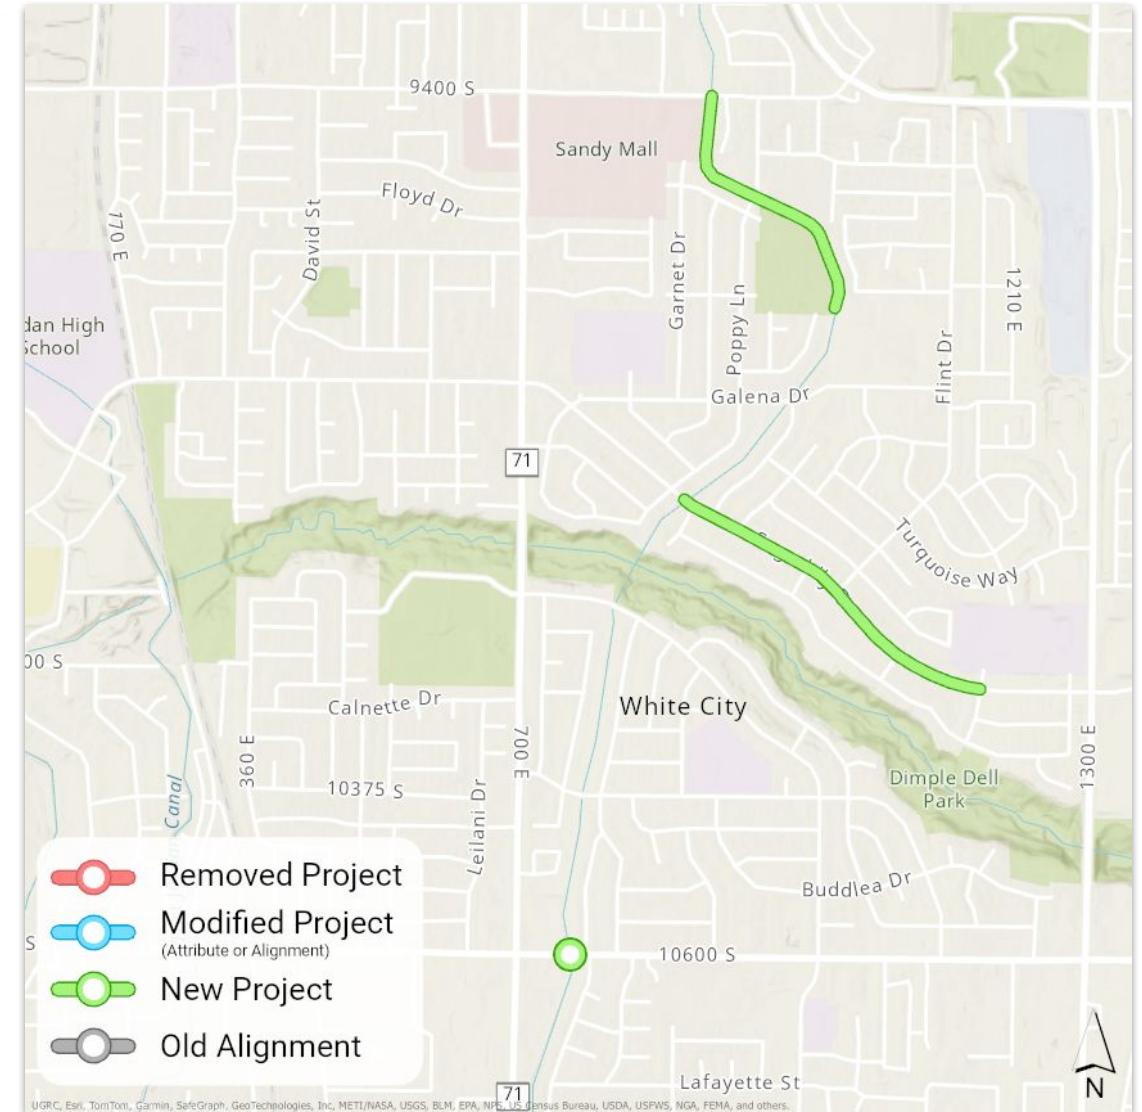 9400 S
Sandy Mall
Floyd Dr
David St
170 E
Garnet Dr
Poppy Ln
1210 E
Flint Dr
dan High
School
Galena Dr
71
Turquoise Way
00 S
White City
Calnette Dr
700 E
360 E
1300 E
10375 S
Dimple Dell
Park
Canal
Leilani Dr
Buddlea Dr
S
10600 S
Removed Project
Modified Project
(Attribute or Alignment)
New Project
Old Alignment
Lafayette St
71
N
UGRC, Esri, TomTom, Garmin, SafeGraph, GeoTechnologies, Inc, METI/NASA, USGS, BLM, EPA, NPS, US Census Bureau, USDA, USFWS, NGA, FEMA, and others.